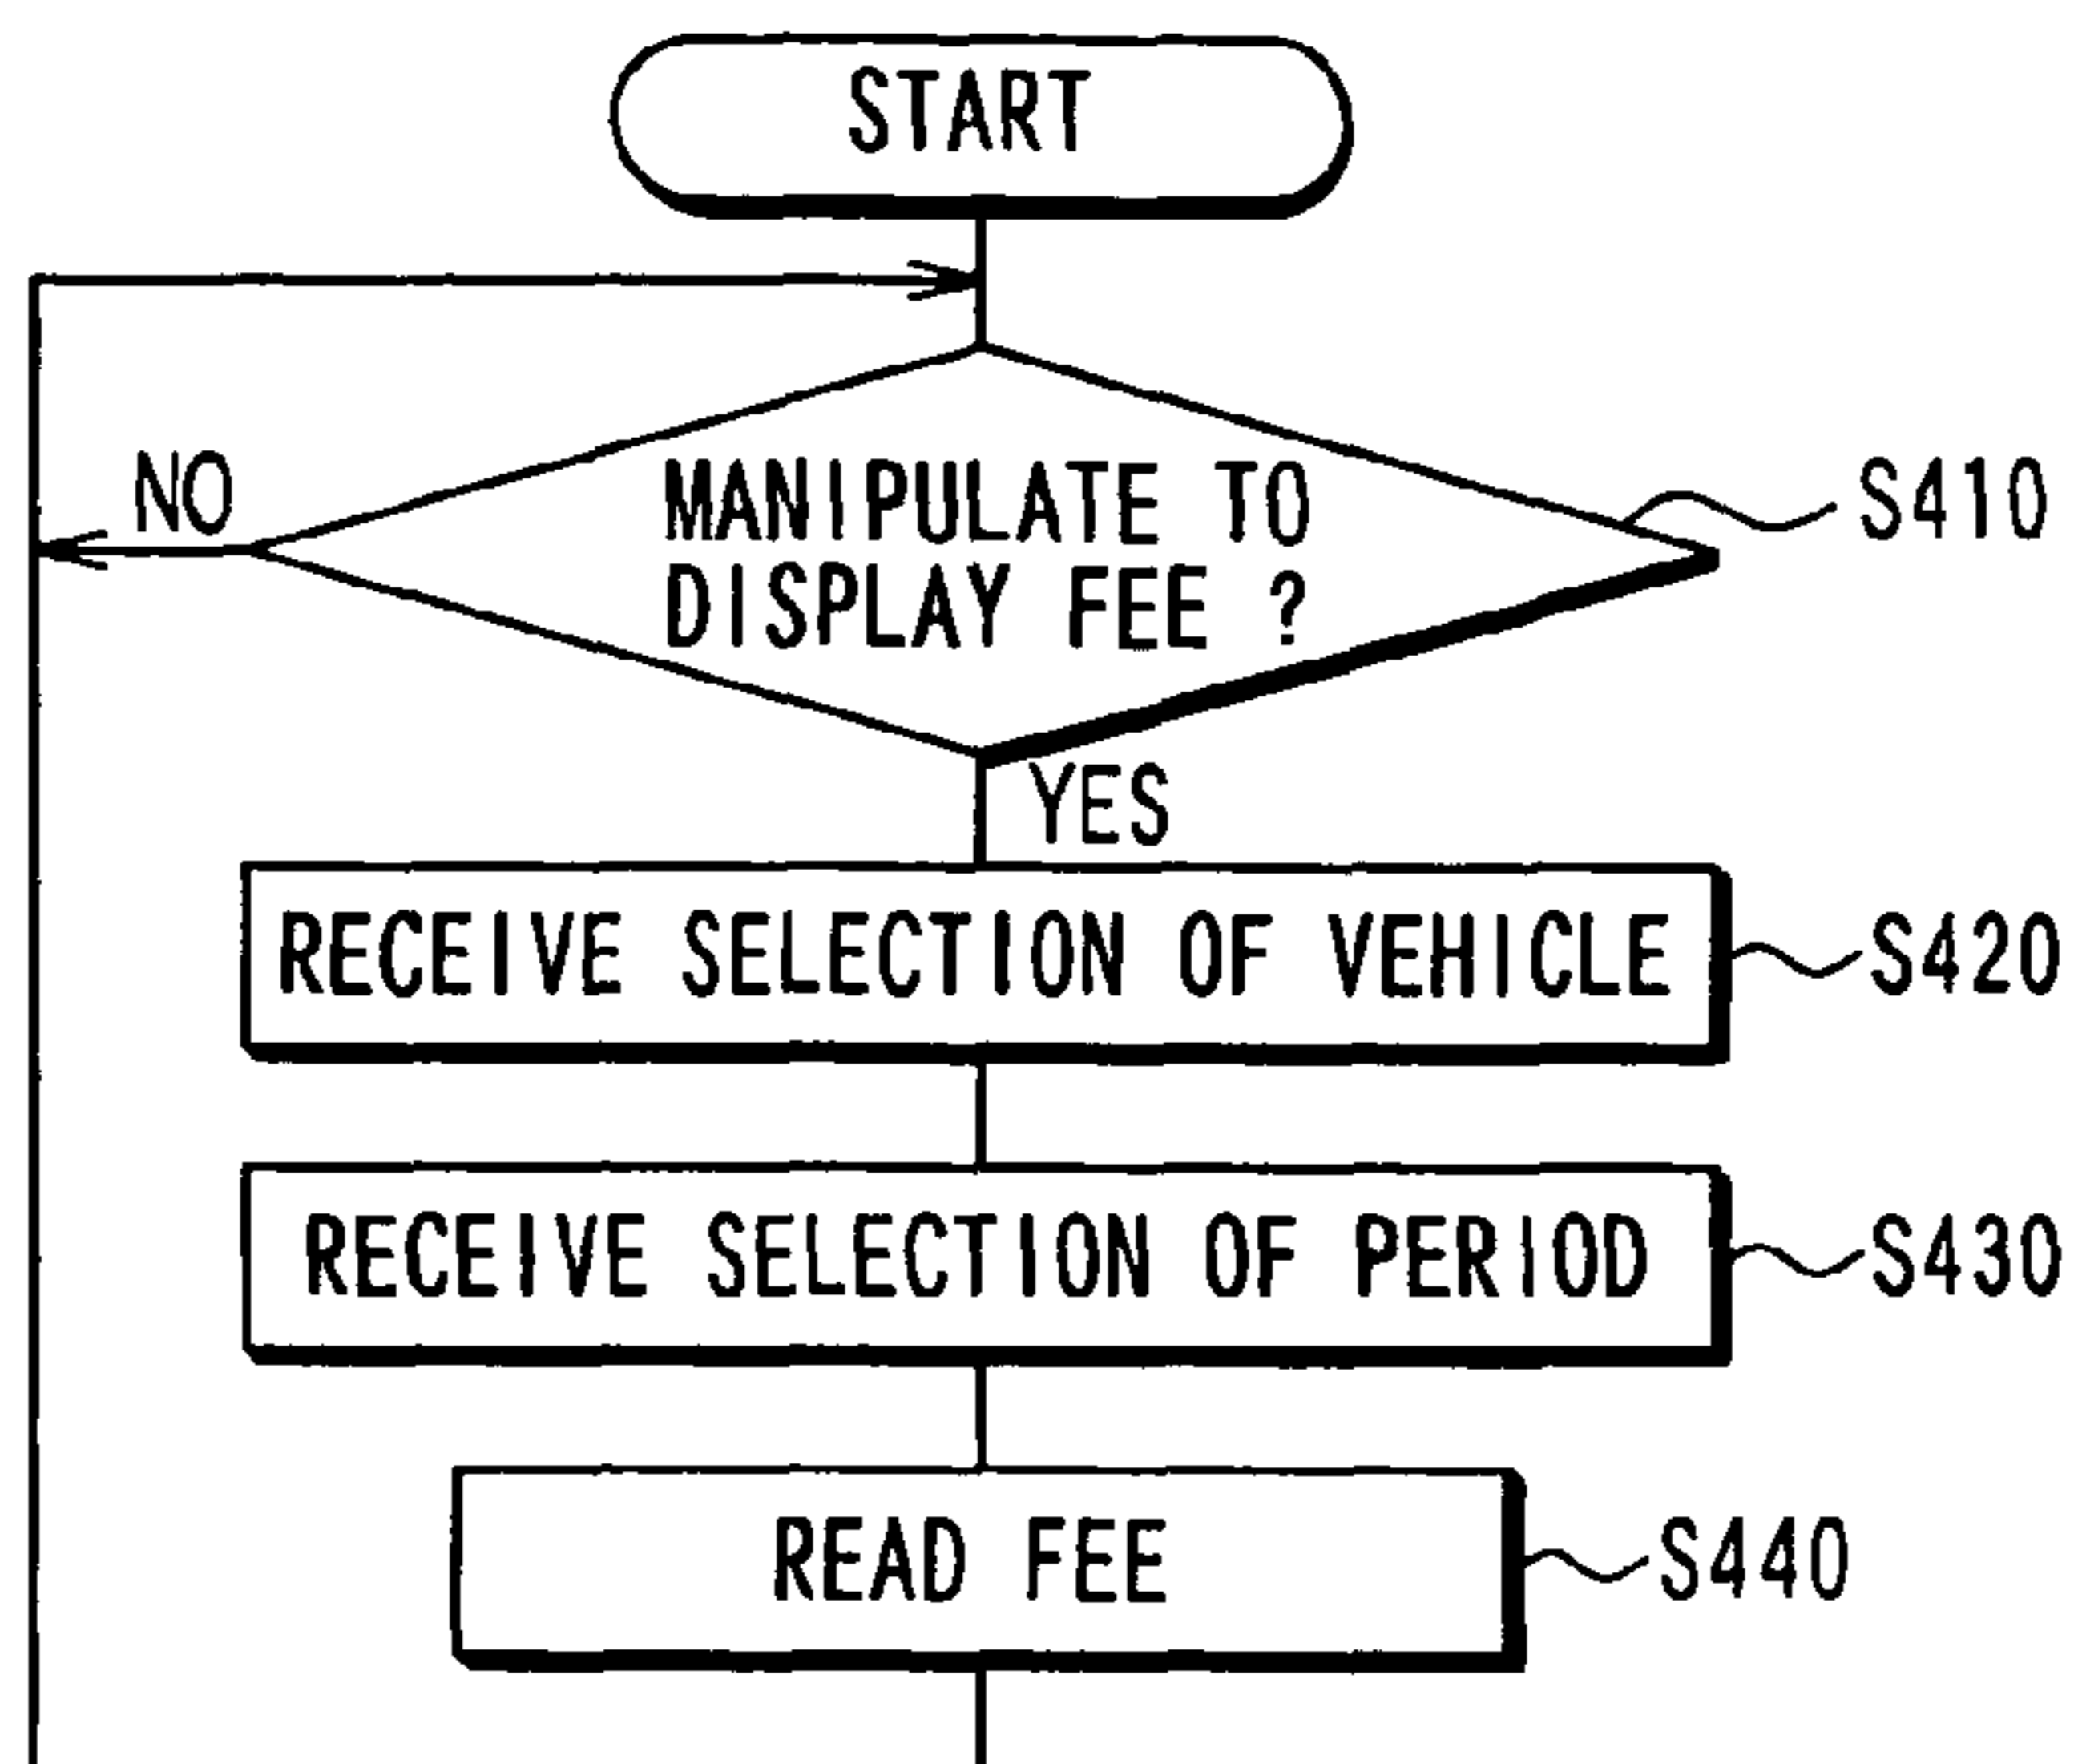 START
NO
MANIPULATE TO
DISPLAY FEE ?
S410
YES
RECEIVE SELECTION OF VEHICLE
S420
RECEIVE SELECTION OF PERIOD
S430
READ FEE
S440